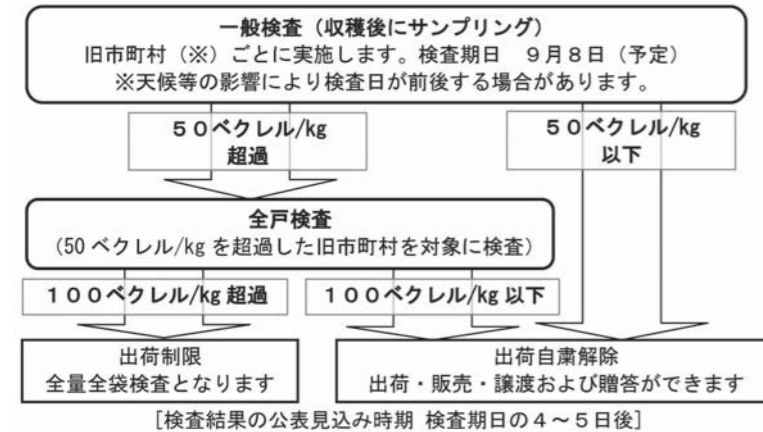 一般検査（収穫後にサンプリング）
旧市町村（※）ごとに実施します。検査期日　９月８日（予定）
※天候等の影響により検査日が前後する場合があります。
５０ベクレル/kg
超過
５０ベクレル/kg
以下
全戸検査
（50 ベクレル/kg を超過した旧市町村を対象に検査）
１００ベクレル/kg 超過
１００ベクレル/kg 以下
出荷制限
全量全袋検査となります
出荷自粛解除
出荷・販売・譲渡および贈答ができます
［検査結果の公表見込み時期 検査期日の４～５日後］